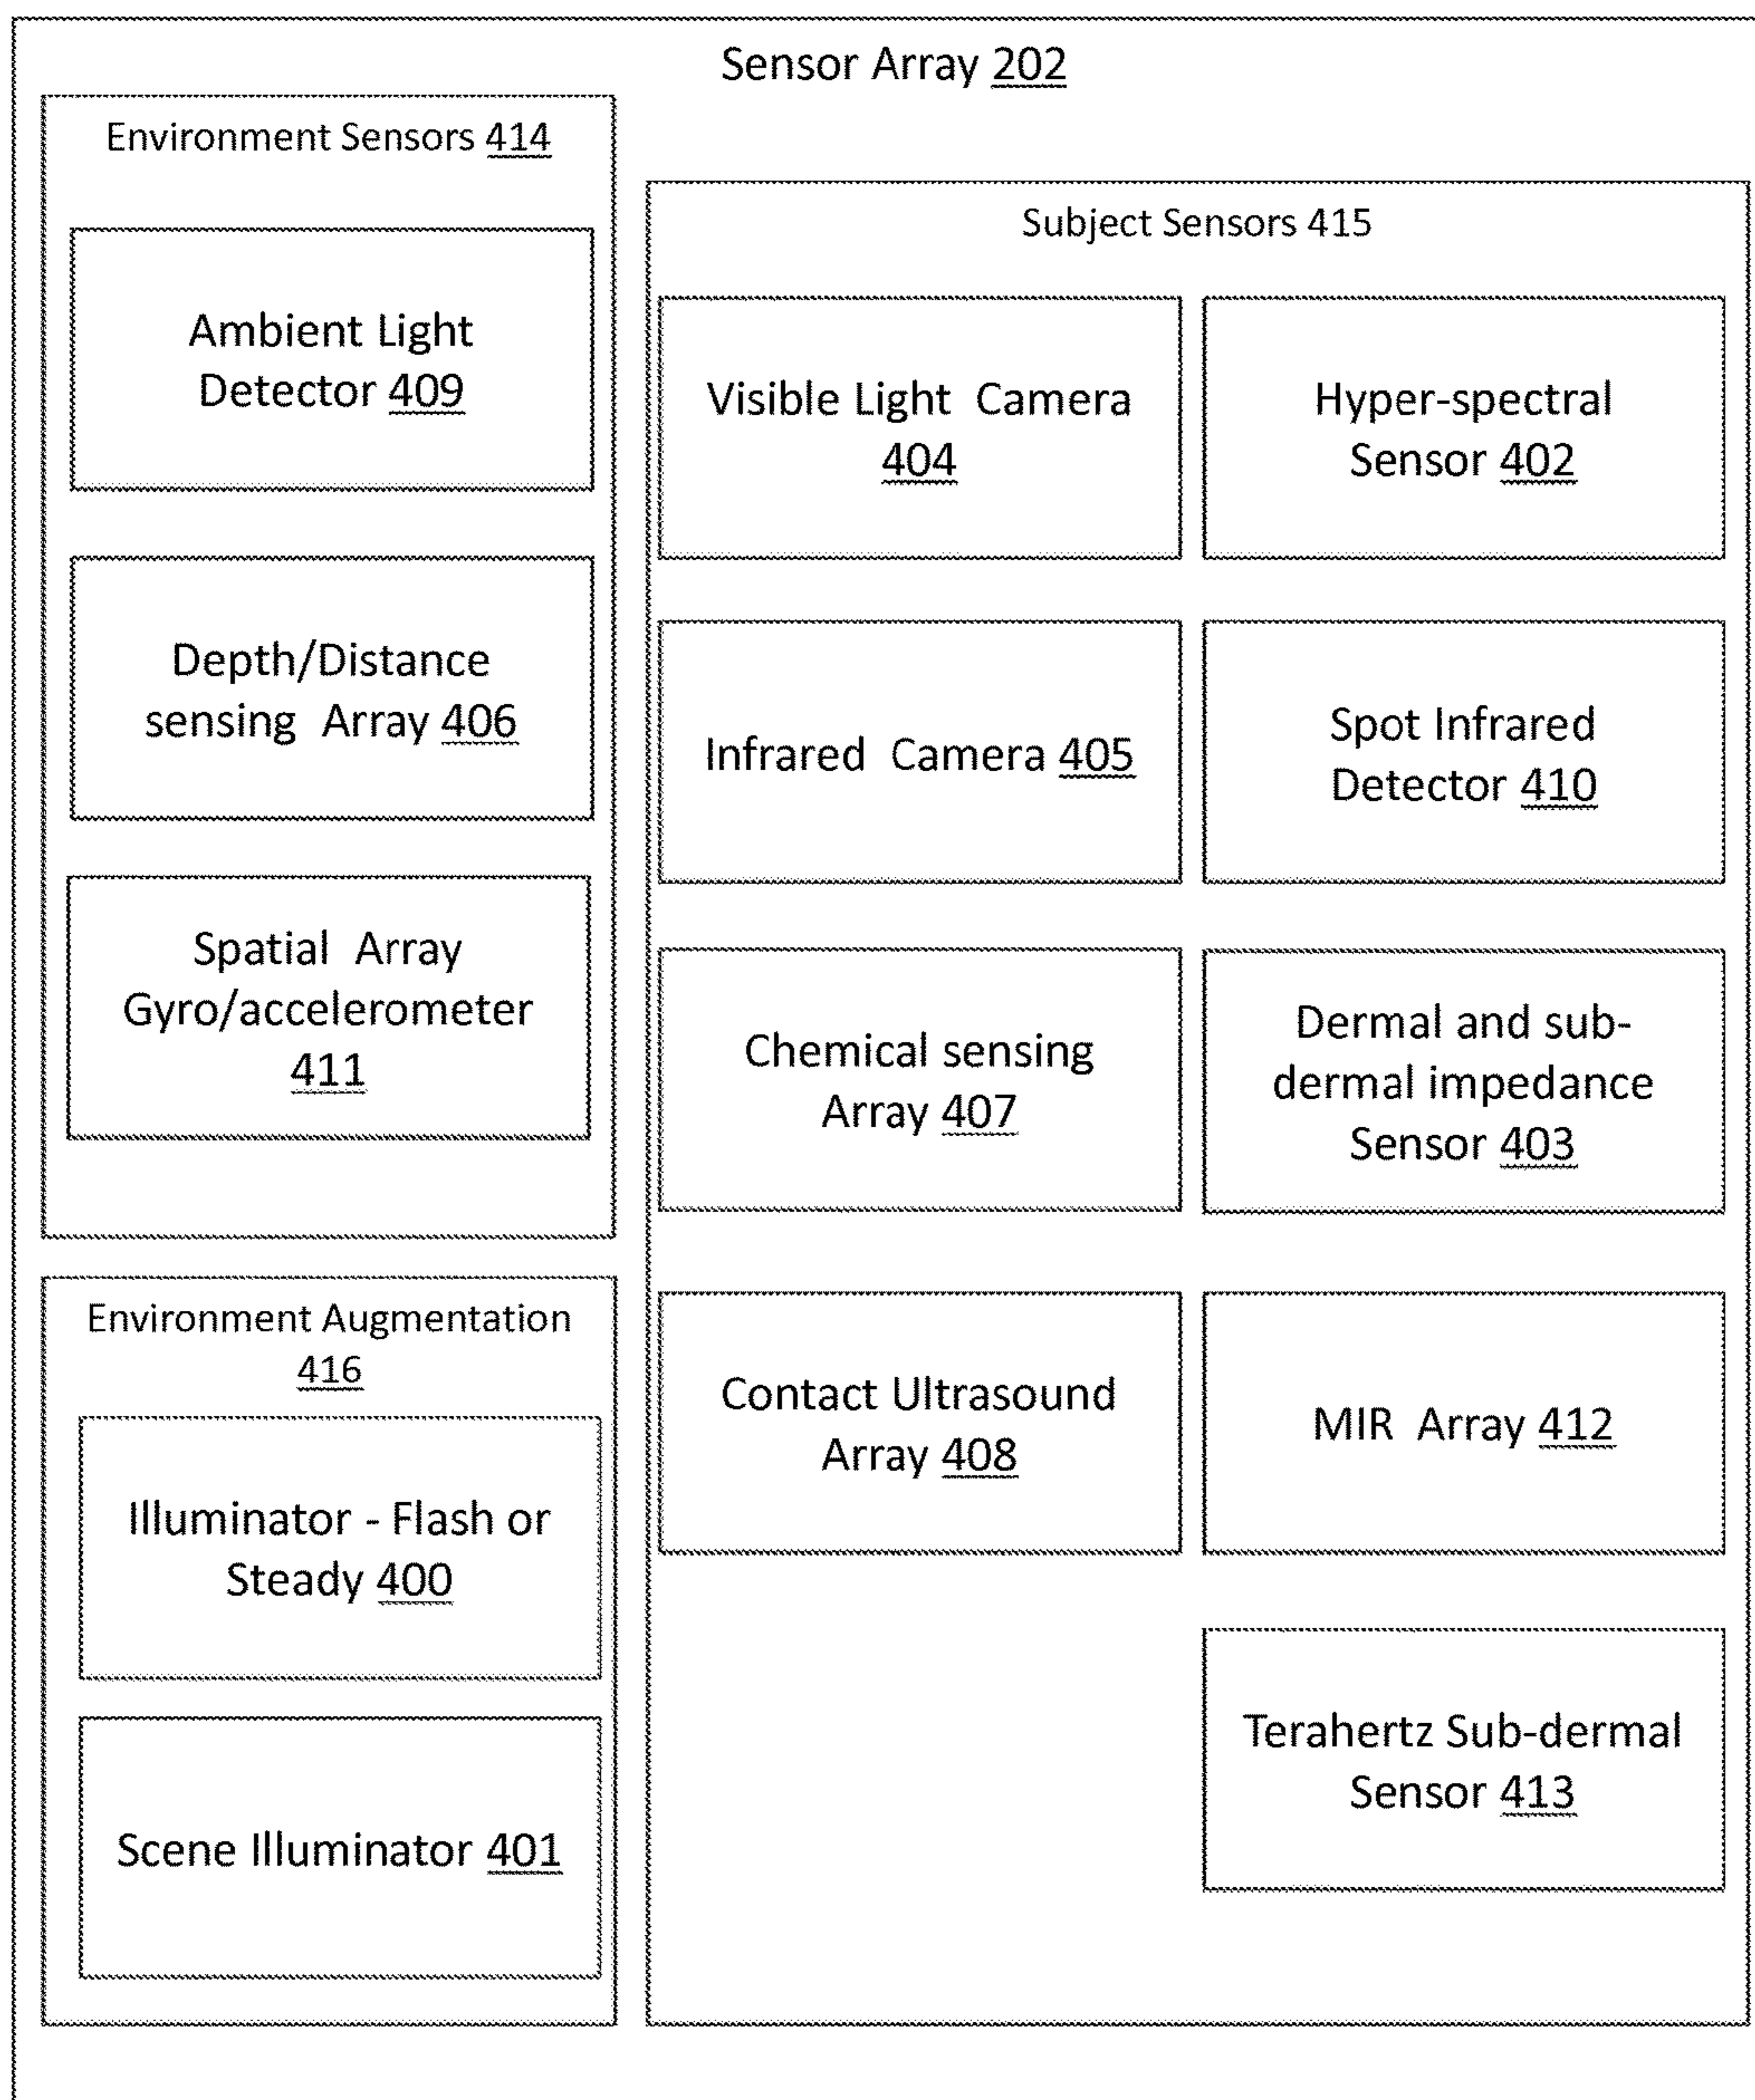 Sensor Array 202
Environment Sensors 414
Ambient Light
Detector 409
Depth/Distance
sensing Array 406
Spatial Array
Gyro/accelerometer
411
Environment Augmentation
416
Illuminator - Flash or
Steady 400
Scene Illuminator 401
Subject Sensors 415
Visible Light Camera
404
Hyper-spectral
Sensor 402
Infrared Camera 405
Spot Infrared
Detector 410
Chemical sensing
Array 407
Dermal and sub-
dermal impedance
Sensor 403
Contact Ultrasound
Array 408
MIR Array 412
Terahertz Sub-dermal
Sensor 413